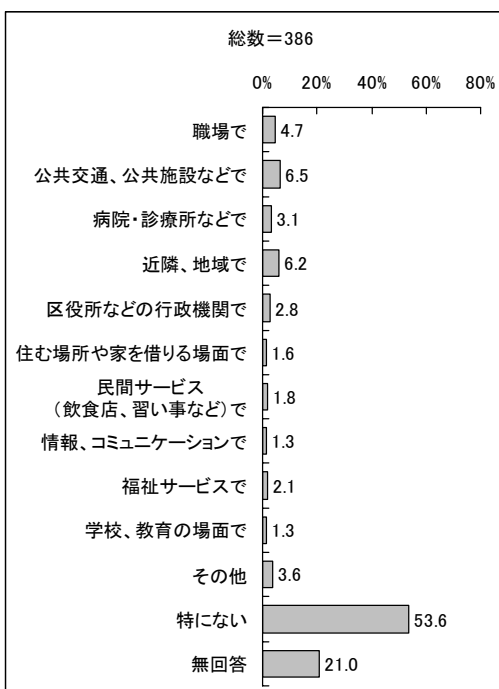 総数＝386
0% 20% 40% 60% 80%
職場で 4.7
公共交通、公共施設などで 6.5
病院・診療所などで 3.1
近隣、地域で 6.2
区役所などの行政機関で 2.8
住む場所や家を借りる場面で 1.6
民間サービス
（飲食店、習い事など）で 1.8
情報、コミュニケーションで 1.3
福祉サービスで 2.1
学校、教育の場面で 1.3
その他 3.6
特にない 53.6
無回答 21.0